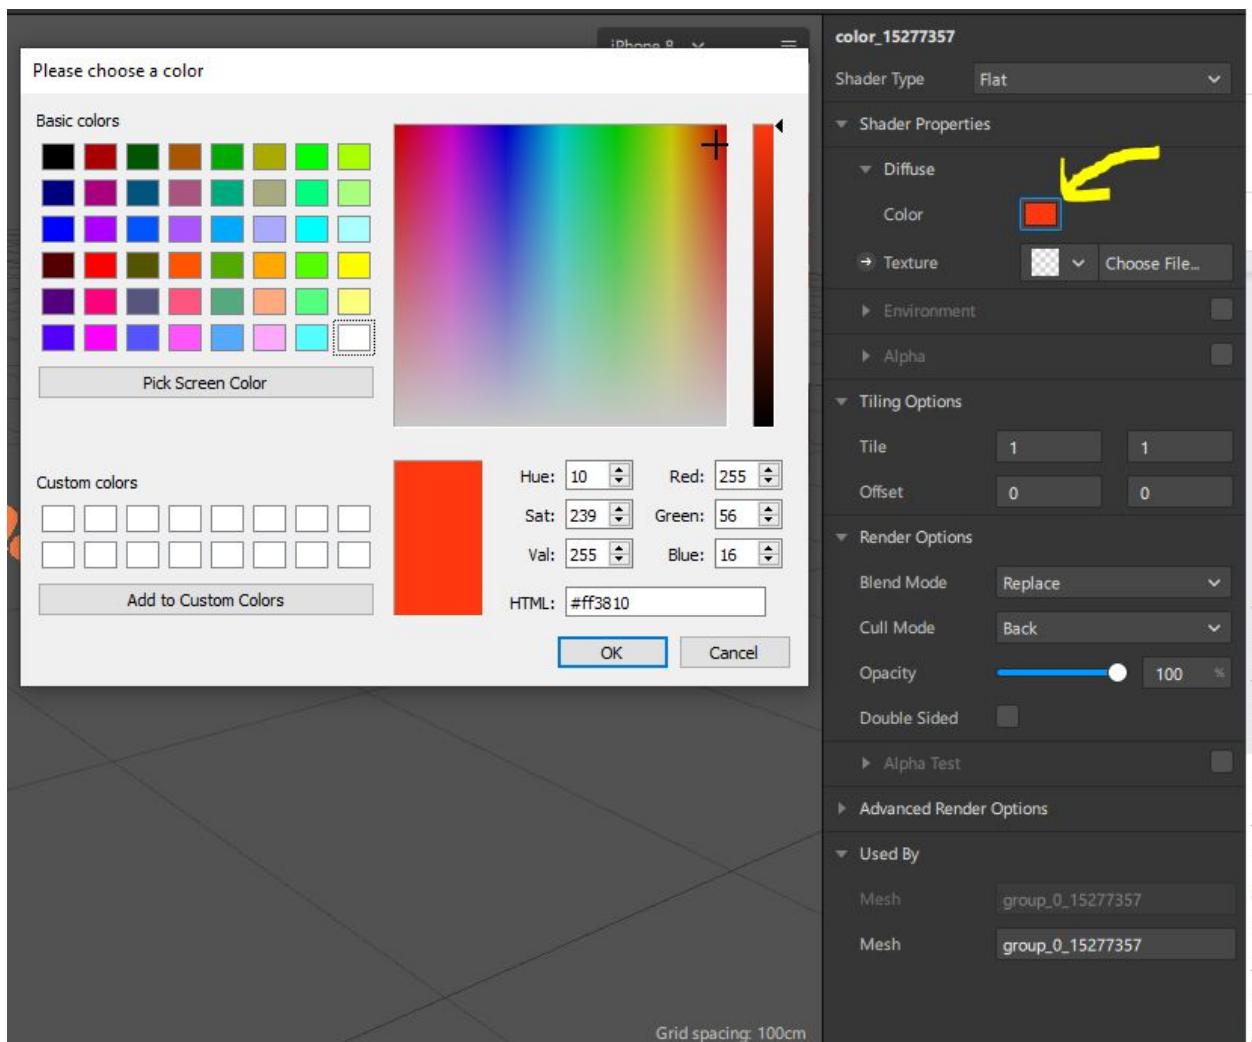 iPhone 8
Please choose a color
Basic colors
Pick Screen Color
Custom colors
Add to Custom Colors
Hue: 10
Red: 255
Sat: 239
Green: 56
Val: 255
Blue: 16
HTML: #ff3810
OK
Cancel
Grid spacing: 100cm
color_15277357
Shader Type Flat
Shader Properties
Diffuse
Color
Texture Choose File...
Environment
Alpha
Tiling Options
Tile 1 1
Offset 0 0
Render Options
Blend Mode Replace
Cull Mode Back
Opacity 100 %
Double Sided
Alpha Test
Advanced Render Options
Used By
Mesh group_0_15277357
Mesh group_0_15277357